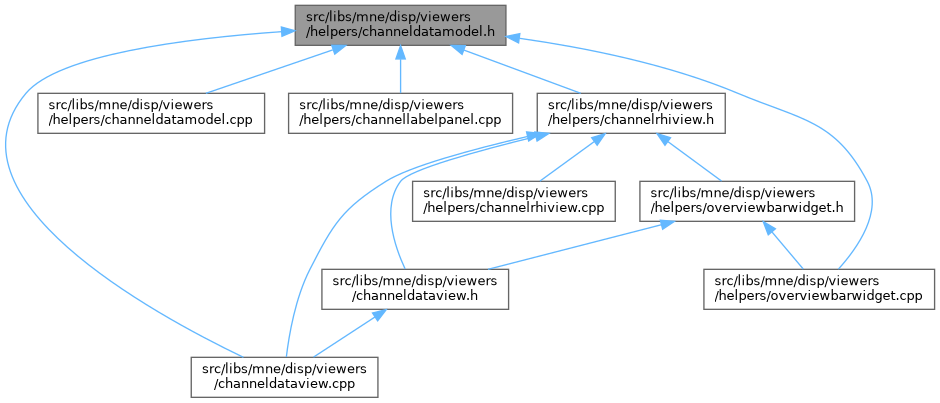 src/libs/mne/disp/viewers
/helpers/channeldatamodel.h
src/libs/mne/disp/viewers
/helpers/channeldatamodel.cpp
src/libs/mne/disp/viewers
/helpers/channellabelpanel.cpp
src/libs/mne/disp/viewers
/helpers/channelrhiview.h
src/libs/mne/disp/viewers
/helpers/channelrhiview.cpp
src/libs/mne/disp/viewers
/helpers/overviewbarwidget.h
src/libs/mne/disp/viewers
/channeldataview.h
src/libs/mne/disp/viewers
/helpers/overviewbarwidget.cpp
src/libs/mne/disp/viewers
/channeldataview.cpp